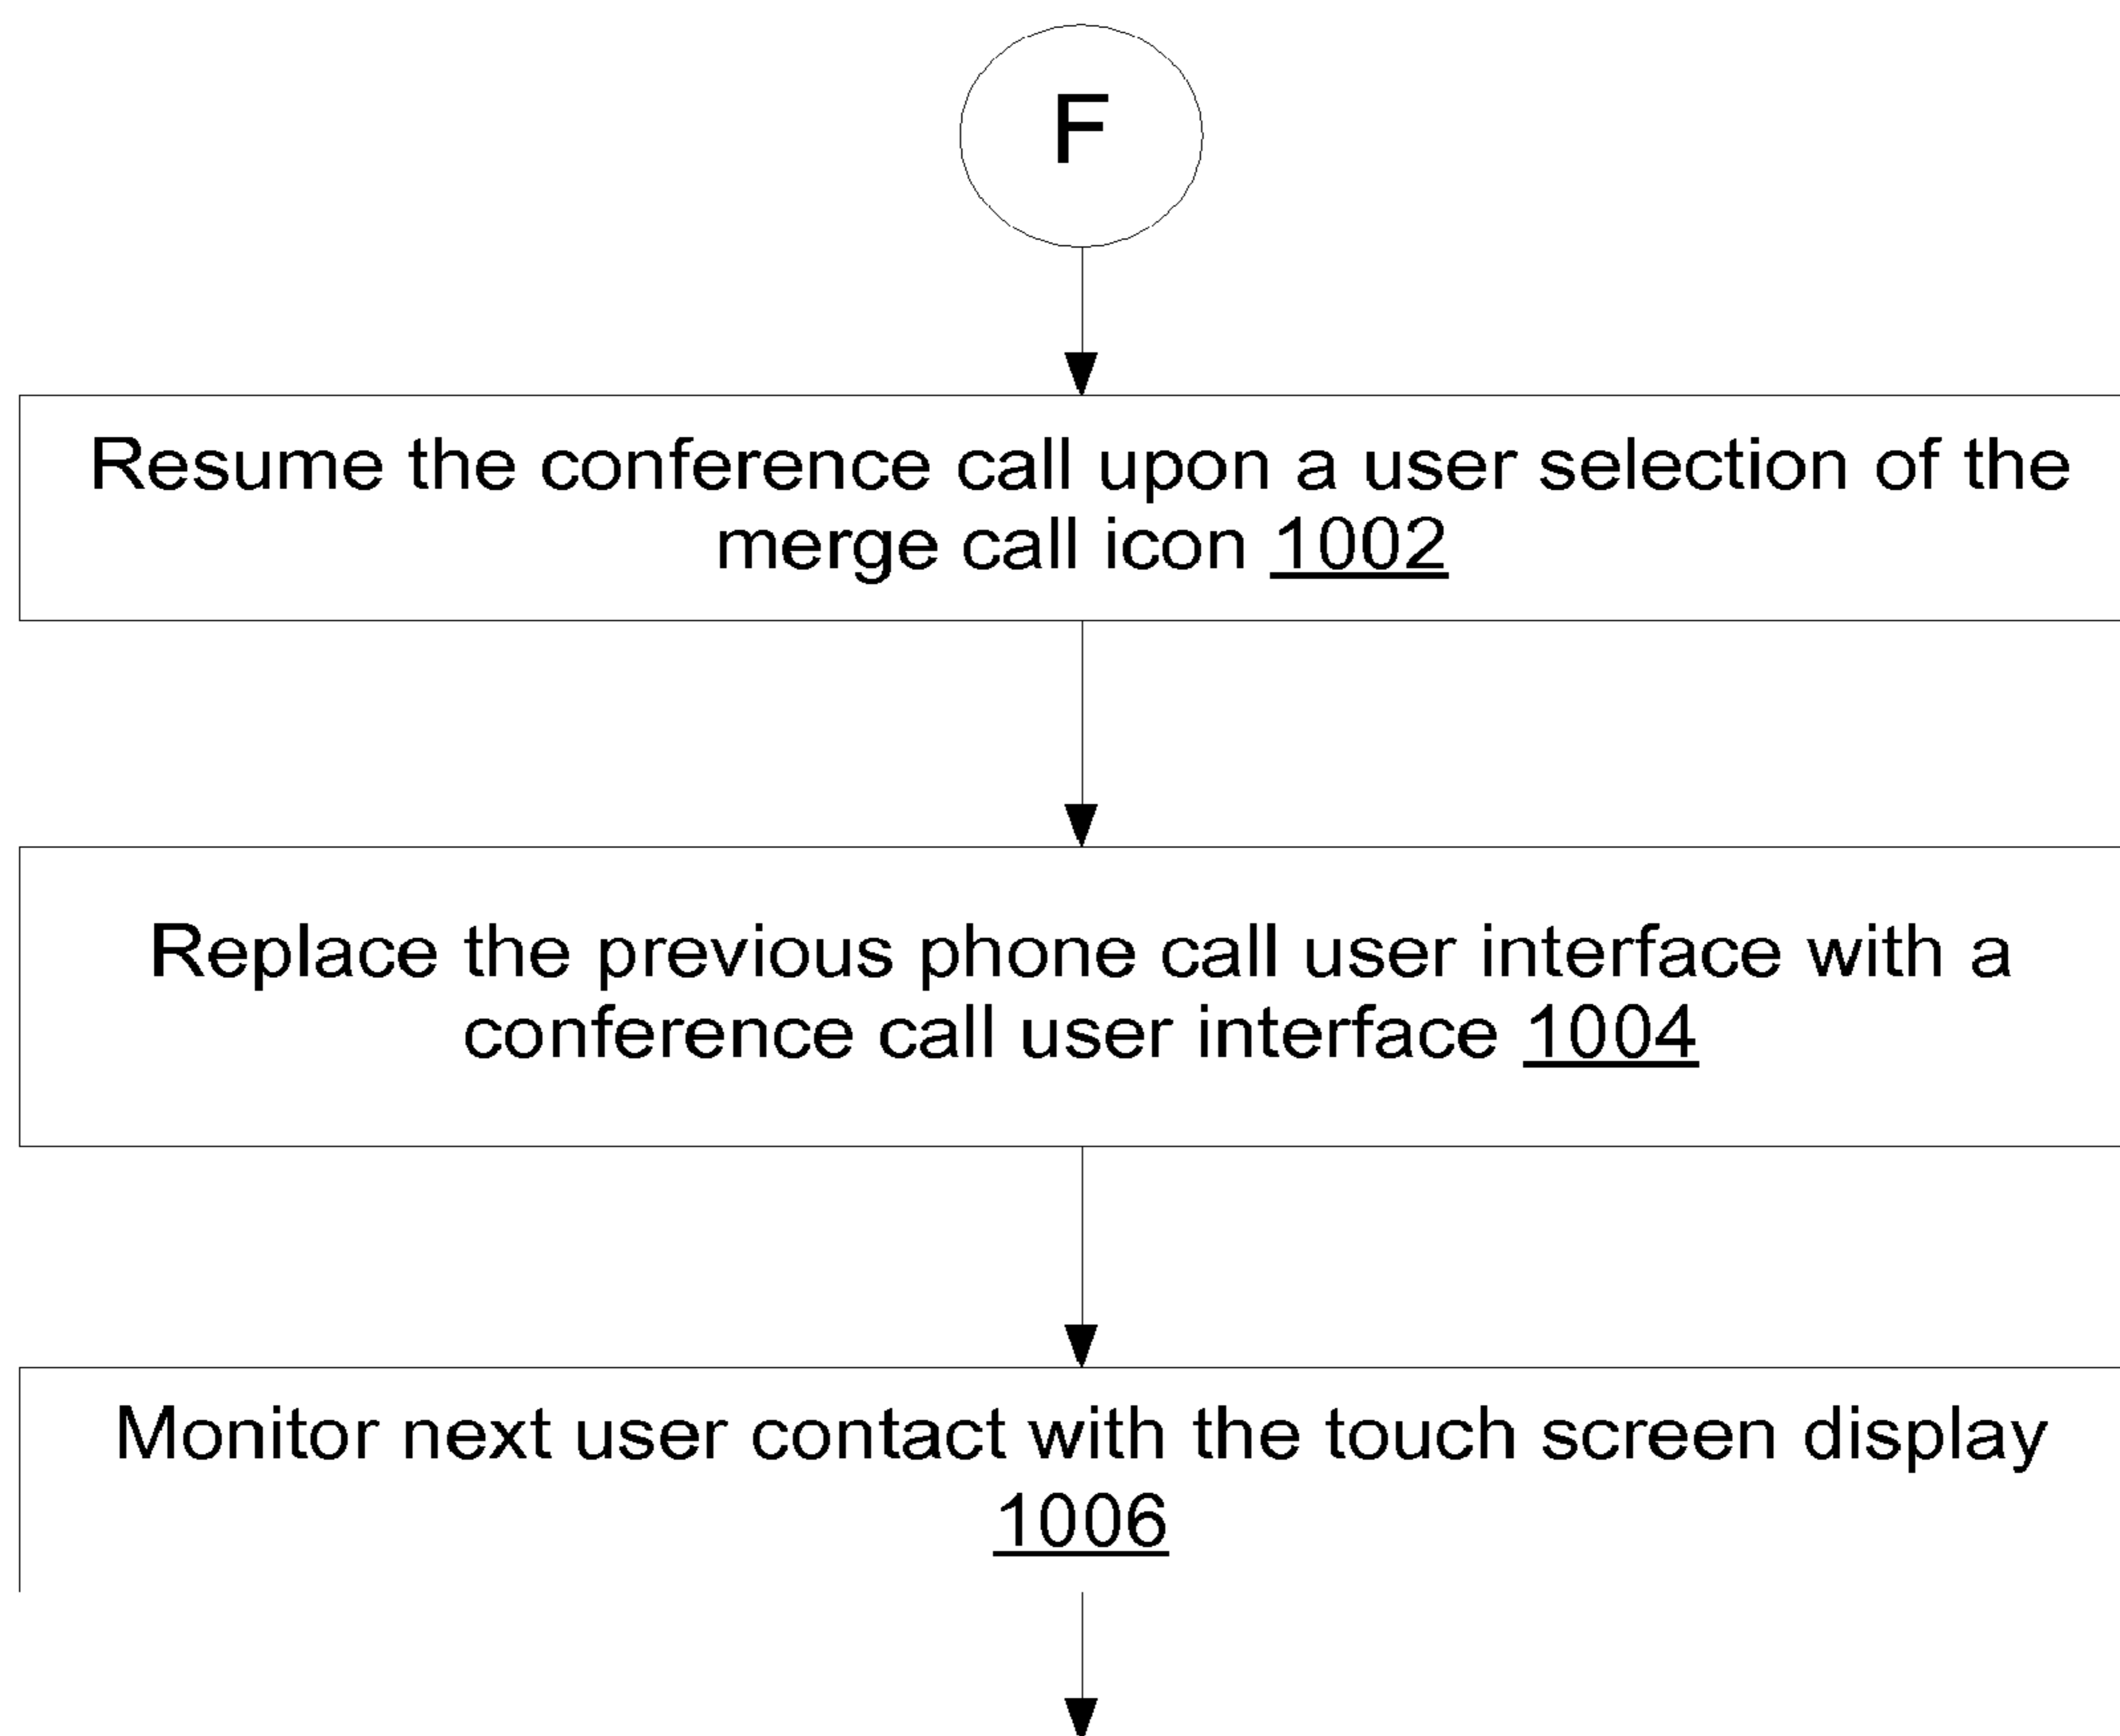 F
Resume the conference call upon a user selection of the
merge call icon 1002
Replace the previous phone call user interface with a
conference call user interface 1004
Monitor next user contact with the touch screen display
1006